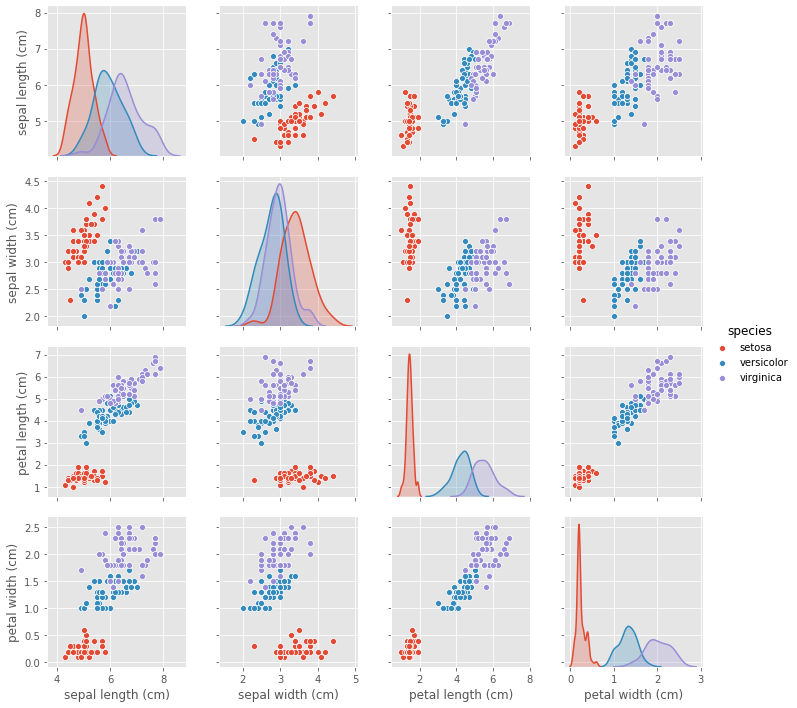 sepal length (cm)
8
7
6
5
sepal width (cm)
4.5
4.0
3.5
3.0
2.5
2.0
petal length (cm)
7
6
5
4
3
2
1
petal width (cm)
2.5
2.0
1.5
1.0
0.5
0.0
4 6 8
sepal length (cm)
2 3 4 5
sepal width (cm)
2 4 6 8
petal length (cm)
0 1 2 3
petal width (cm)
species
setosa
versicolor
virginica